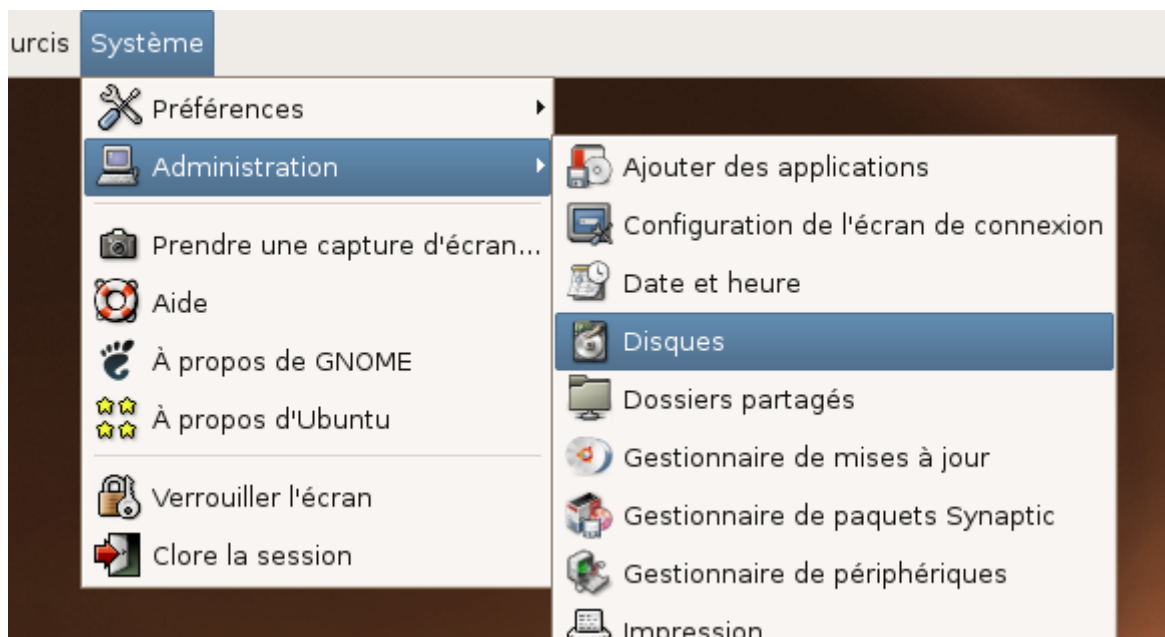 urcis Système
Préférences
Administration
Prendre une capture d'écran...
Aide
À propos de GNOME
À propos d'Ubuntu
Verrouiller l'écran
Clore la session
Ajouter des applications
Configuration de l'écran de connexion
Date et heure
Disques
Dossiers partagés
Gestionnaire de mises à jour
Gestionnaire de paquets Synaptic
Gestionnaire de périphériques
Impression